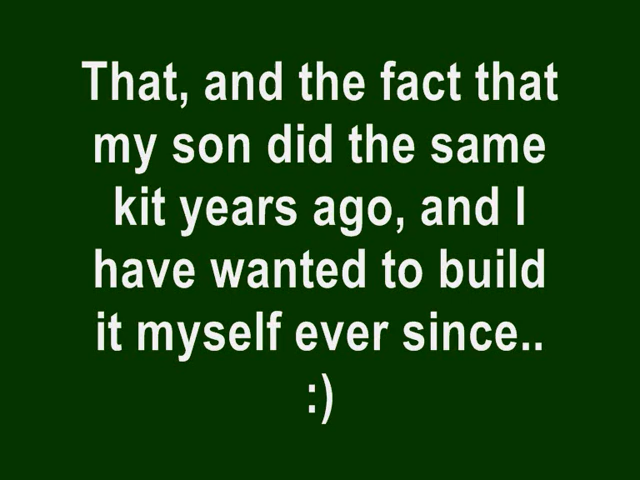 That, and the fact that
my son did the same
kit years ago, and I
have wanted to build
it myself ever since..
:)